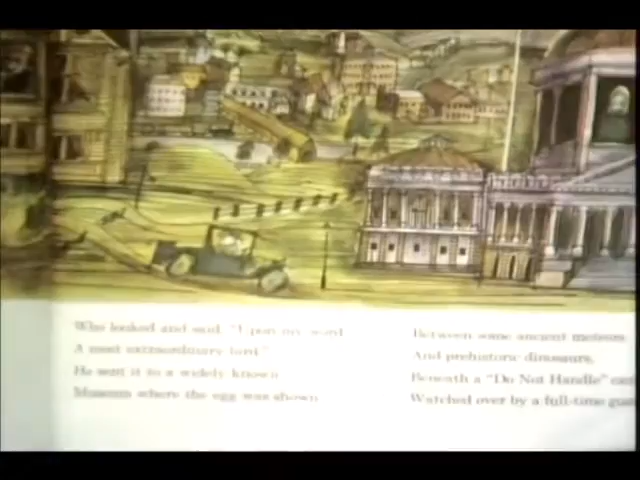 Who looked and said "Upon my word
A most extraordinary bird"
He sent it to a widely known
Museum where the egg was shown
Between some ancient meteors
And prehistoric dinosaurs,
Beneath a "Do Not Handle"
Watched over by a full-time